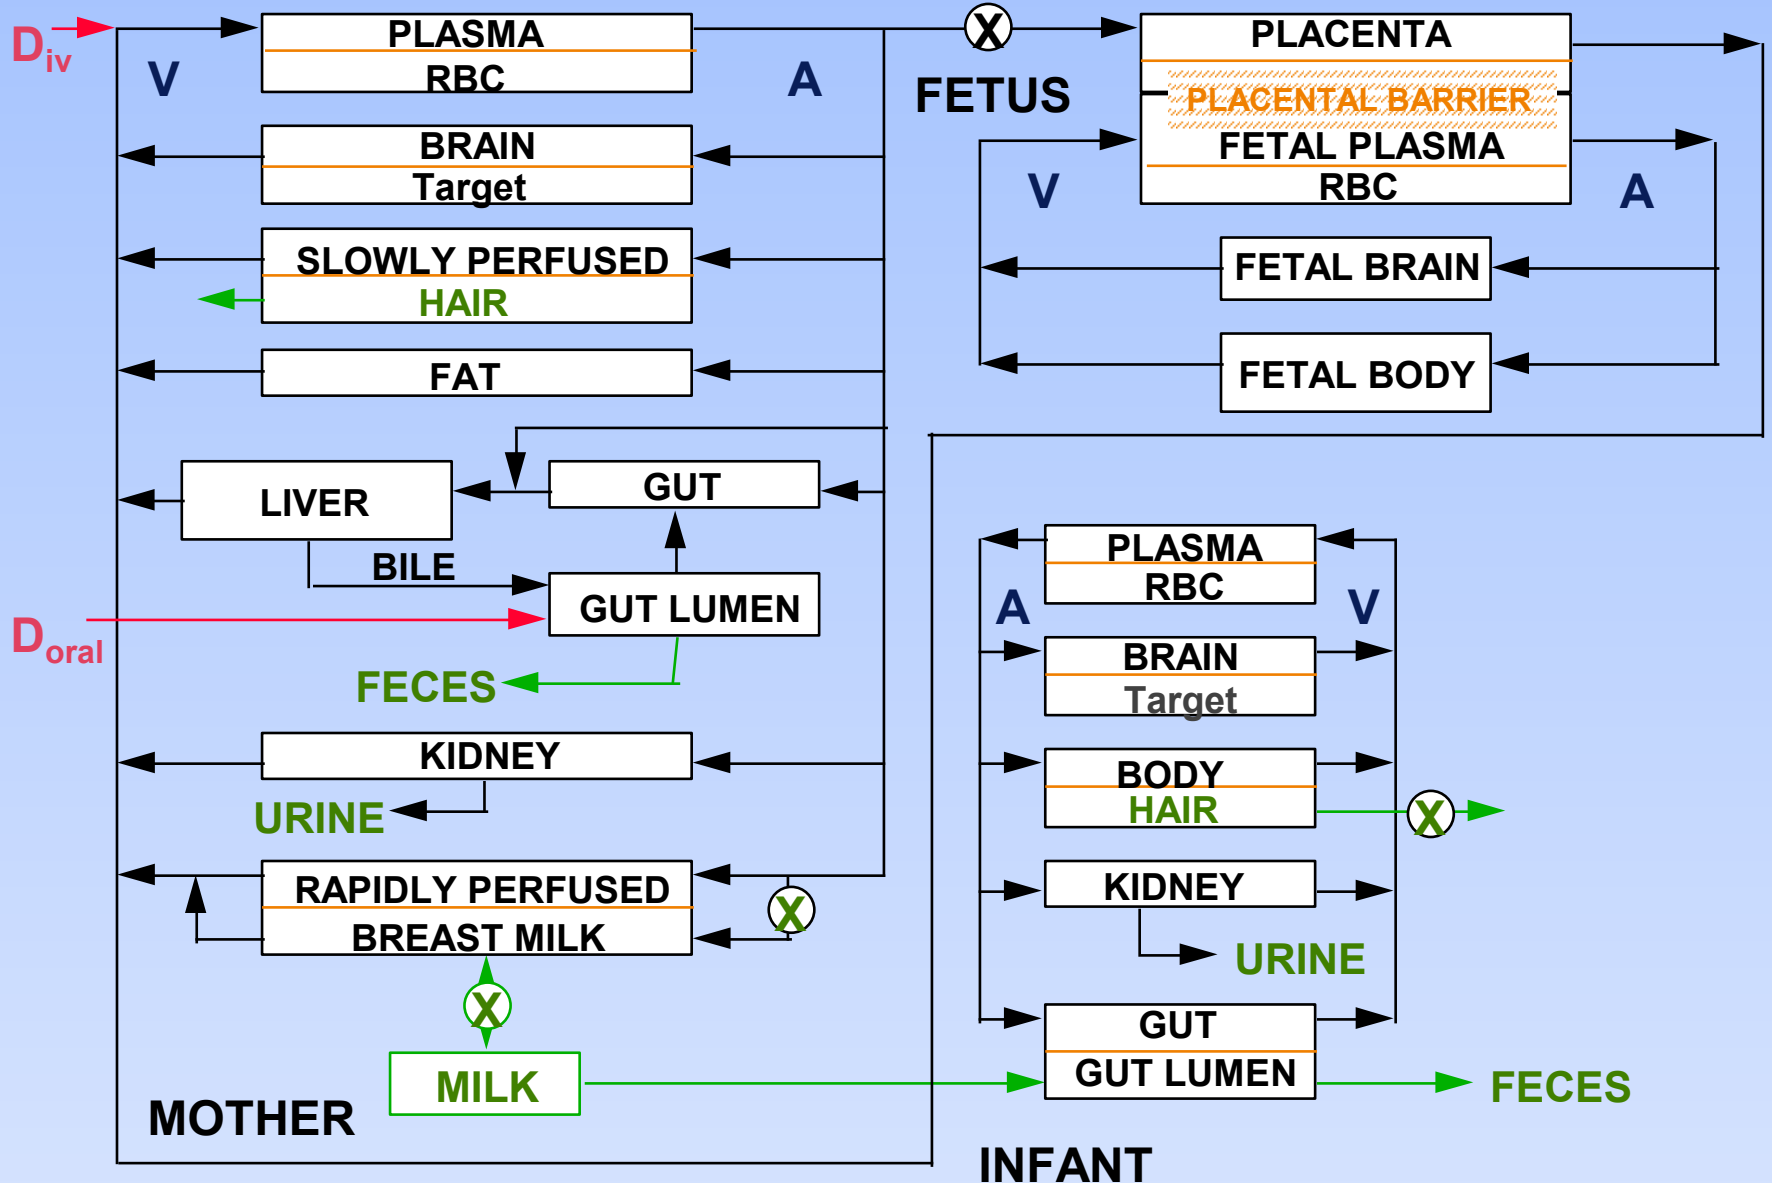 D_iv
V
PLASMA
RBC
A
X
FETUS
PLACENTA
PLACENTAL BARRIER
FETAL PLASMA
RBC
V
A
FETAL BRAIN
FETAL BODY
BRAIN
Target
SLOWLY PERFUSED
HAIR
FAT
LIVER
GUT
BILE
GUT LUMEN
D_oral
FECES
KIDNEY
URINE
RAPIDLY PERFUSED
BREAST MILK
X
X
MILK
MOTHER
PLASMA
RBC
A
V
BRAIN
Target
BODY
HAIR
X
KIDNEY
URINE
GUT
GUT LUMEN
FECES
INFANT